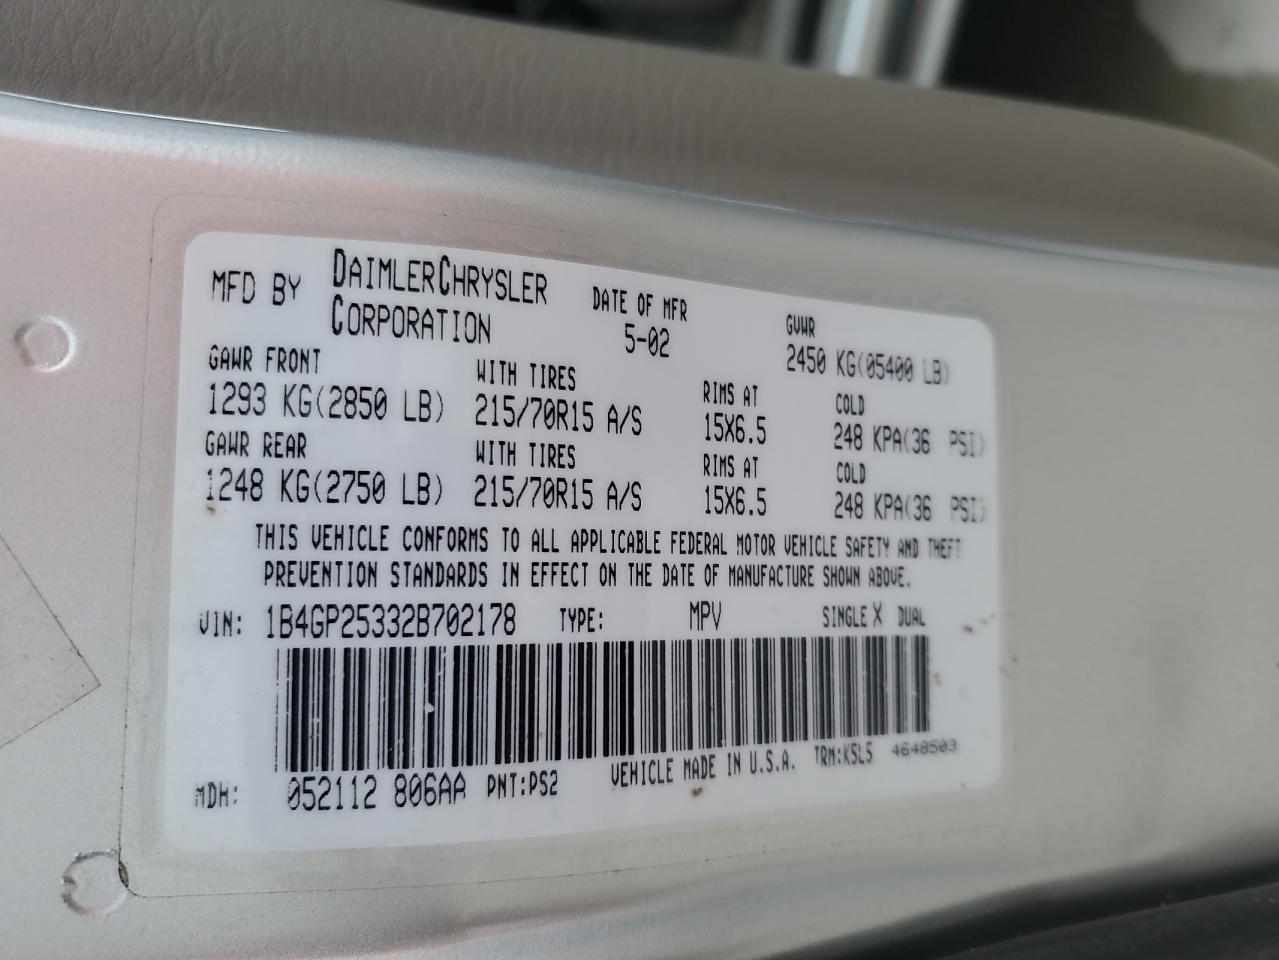 MFD BY DAIMLERCHRYSLER CORPORATION DATE OF MFR 5-02 GVWR 2450 KG(05400 LB)
GAWR FRONT WITH TIRES RIMS AT COLD
1293 KG(2850 LB) 215/70R15 A/S 15X6.5 248 KPA(36 PSI)
GAWR REAR WITH TIRES RIMS AT COLD
1248 KG(2750 LB) 215/70R15 A/S 15X6.5 248 KPA(36 PSI)
THIS VEHICLE CONFORMS TO ALL APPLICABLE FEDERAL MOTOR VEHICLE SAFETY AND THEFT
PREVENTION STANDARDS IN EFFECT ON THE DATE OF MANUFACTURE SHOWN ABOVE.
VIN: 1B4GP25332B702178 TYPE: MPV SINGLE X DUAL
MDH: 052112 806AA PNT:PS2 VEHICLE MADE IN U.S.A. TRM:K5L5 4648503